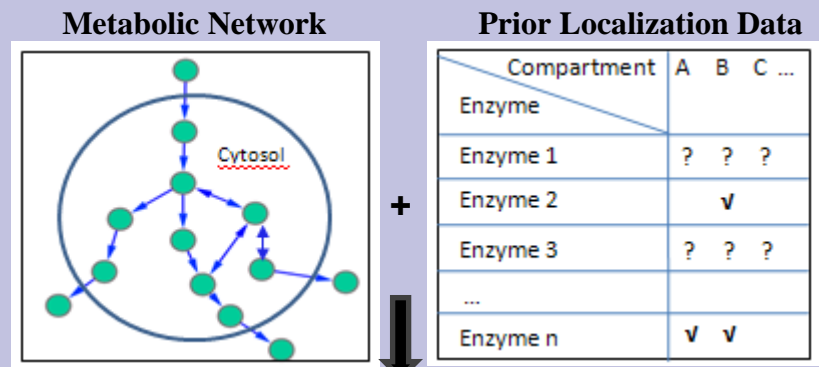 Metabolic Network
Prior Localization Data
Cytosol
+
Compartment A B C ...
Enzyme
Enzyme 1 ? ? ?
Enzyme 2 √
Enzyme 3 ? ? ?
...
Enzyme n √ √